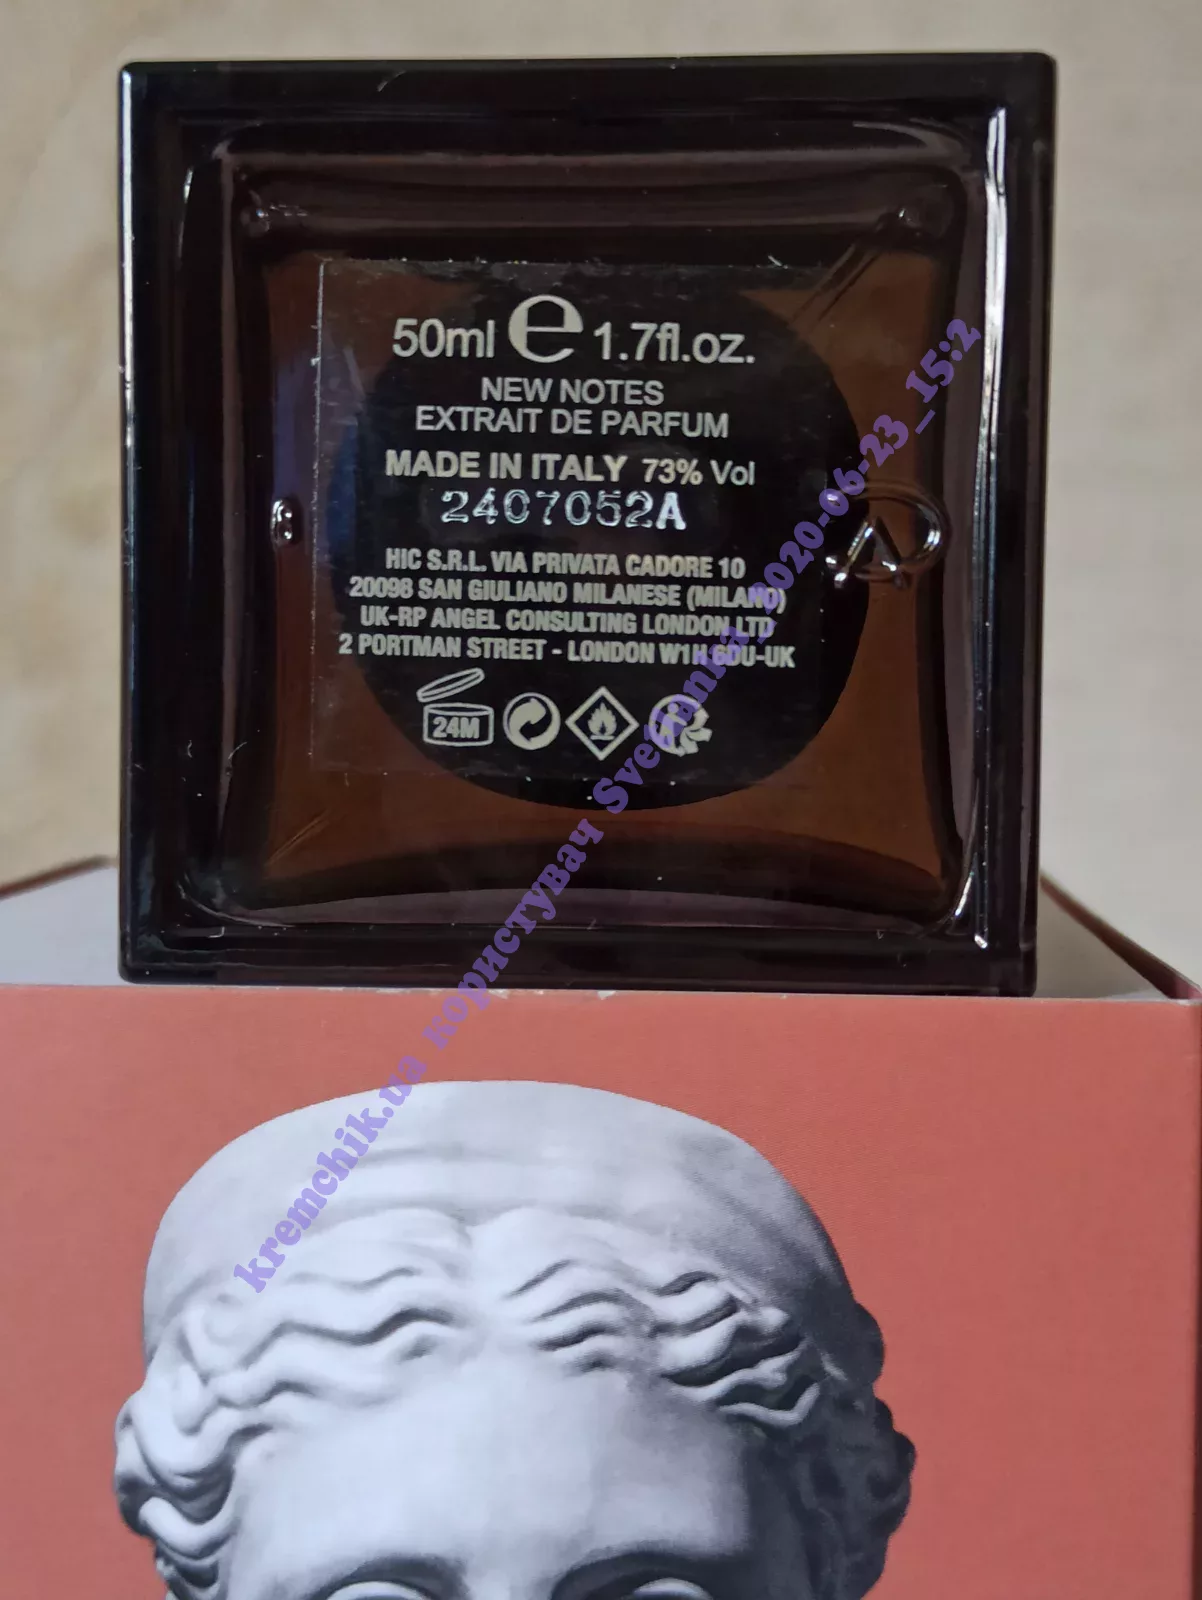 50ml e 1.7fl.oz.
NEW NOTES
EXTRAIT DE PARFUM
MADE IN ITALY 73% Vol
2407052A
HIC S.R.L. VIA PRIVATA CADORE 10
20098 SAN GIULIANO MILANESE (MILANO)
UK-RP ANGEL CONSULTING LONDON LTD
2 PORTMAN STREET - LONDON W1H 6DU-UK
24M
kremchik.ua користувач Svetlanka_2020-06-23_15:2